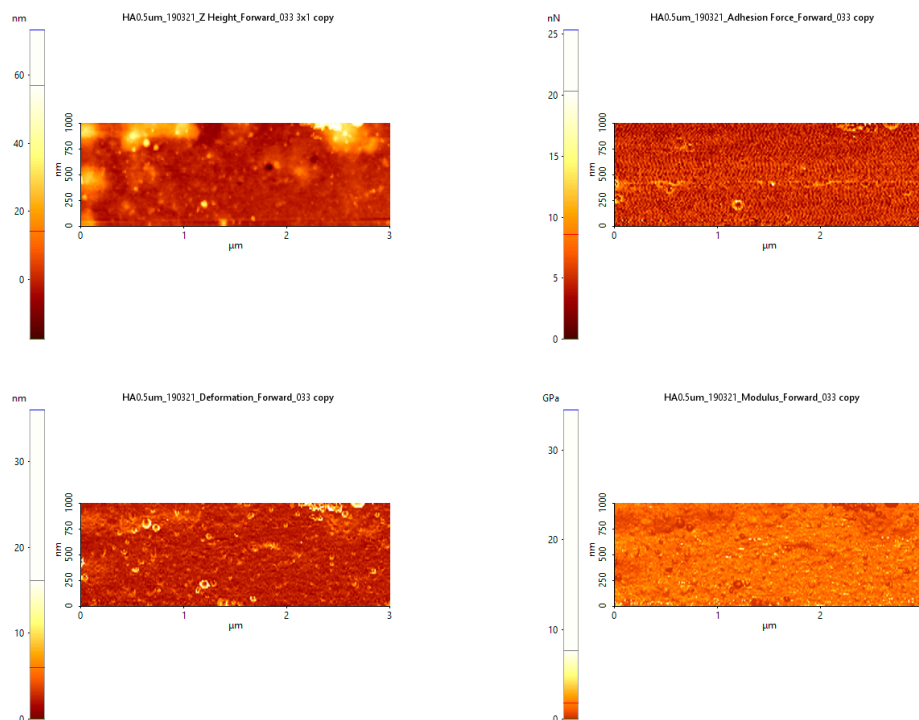 HA0.5um_190321_Z Height_Forward_033 3x1 copy
nm
60
40
20
0
1000
750
500
250
0
nm
0 1 2 3
µm
HA0.5um_190321_Adhesion Force_Forward_033 copy
nN
25
20
15
10
5
0
1000
750
500
250
0
nm
0 1 2
µm
HA0.5um_190321_Deformation_Forward_033 copy
nm
30
20
10
0
1000
750
500
250
0
nm
0 1 2 3
µm
HA0.5um_190321_Modulus_Forward_033 copy
GPa
30
20
10
0
1000
750
500
250
0
nm
0 1 2
µm